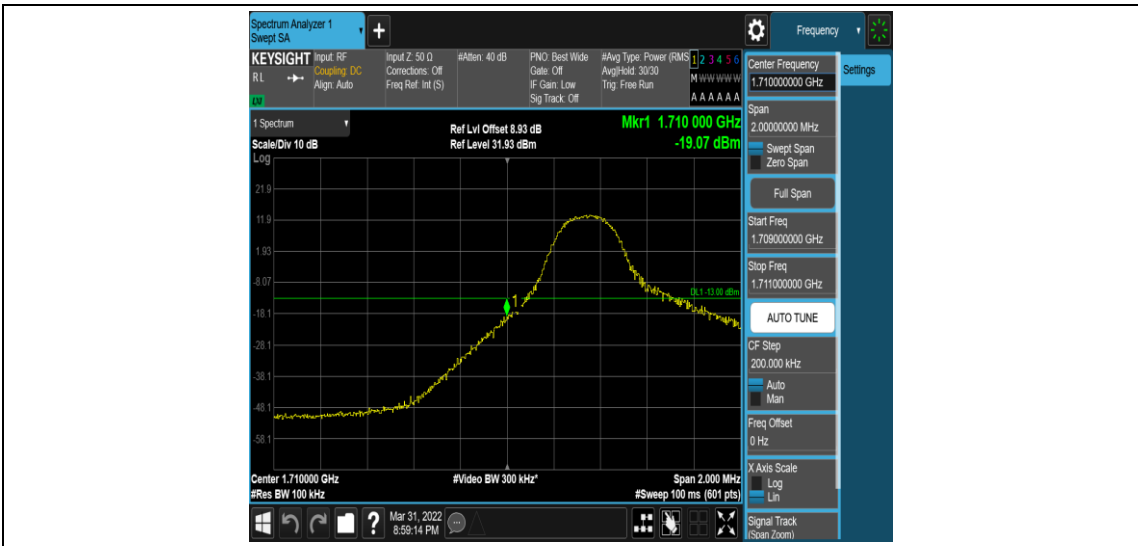 Spectrum Analyzer 1
Swept SA
+
Frequency
KEYSIGHT
RL
LXI
Input: RF
Coupling: DC
Align: Auto
Input Z: 50 Ω
Corrections: Off
Freq Ref: Int (S)
#Atten: 40 dB
PNO: Best Wide
Gate: Off
IF Gain: Low
Sig Track: Off
#Avg Type: Power (RMS
Avg|Hold: 30/30
Trig: Free Run
1 2 3 4 5 6
M W W W W W
A A A A A A
1 Spectrum
Scale/Div 10 dB
Log
Ref Lvl Offset 8.93 dB
Ref Level 31.93 dBm
Mkr1 1.710 000 GHz
-19.07 dBm
21.9
11.9
1.93
-8.07
-18.1
-28.1
-38.1
-48.1
-58.1
1
DL1 -13.00 dBm
Center 1.710000 GHz
#Res BW 100 kHz
#Video BW 300 kHz*
Span 2.000 MHz
#Sweep 100 ms (601 pts)
Mar 31, 2022
8:59:14 PM
Settings
Center Frequency
1.710000000 GHz
Span
2.00000000 MHz
Swept Span
Zero Span
Full Span
Start Freq
1.709000000 GHz
Stop Freq
1.711000000 GHz
AUTO TUNE
CF Step
200.000 kHz
Auto
Man
Freq Offset
0 Hz
X Axis Scale
Log
Lin
Signal Track
(Span Zoom)